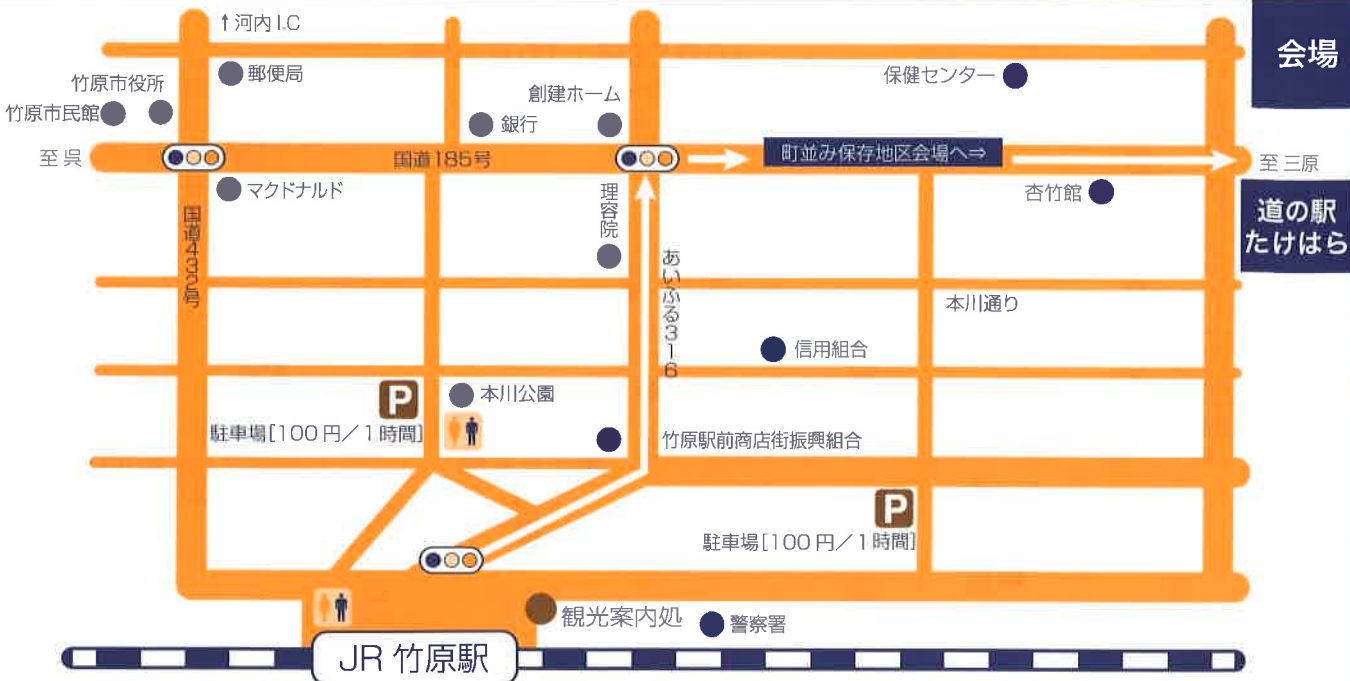 ↑河内I.C
会場
郵便局
保健センター
竹原市役所
竹原市民館
創建ホーム
銀行
至 呉
国道185号
町並み保存地区会場へ⇒
至 三原
マクドナルド
杏竹館
理容院
道の駅
たけはら
国道432号
あいふる316
本川通り
信用組合
P
本川公園
駐車場[100円／1時間]
竹原駅前商店街振興組合
P
駐車場[100円／1時間]
観光案内処
警察署
JR 竹原駅